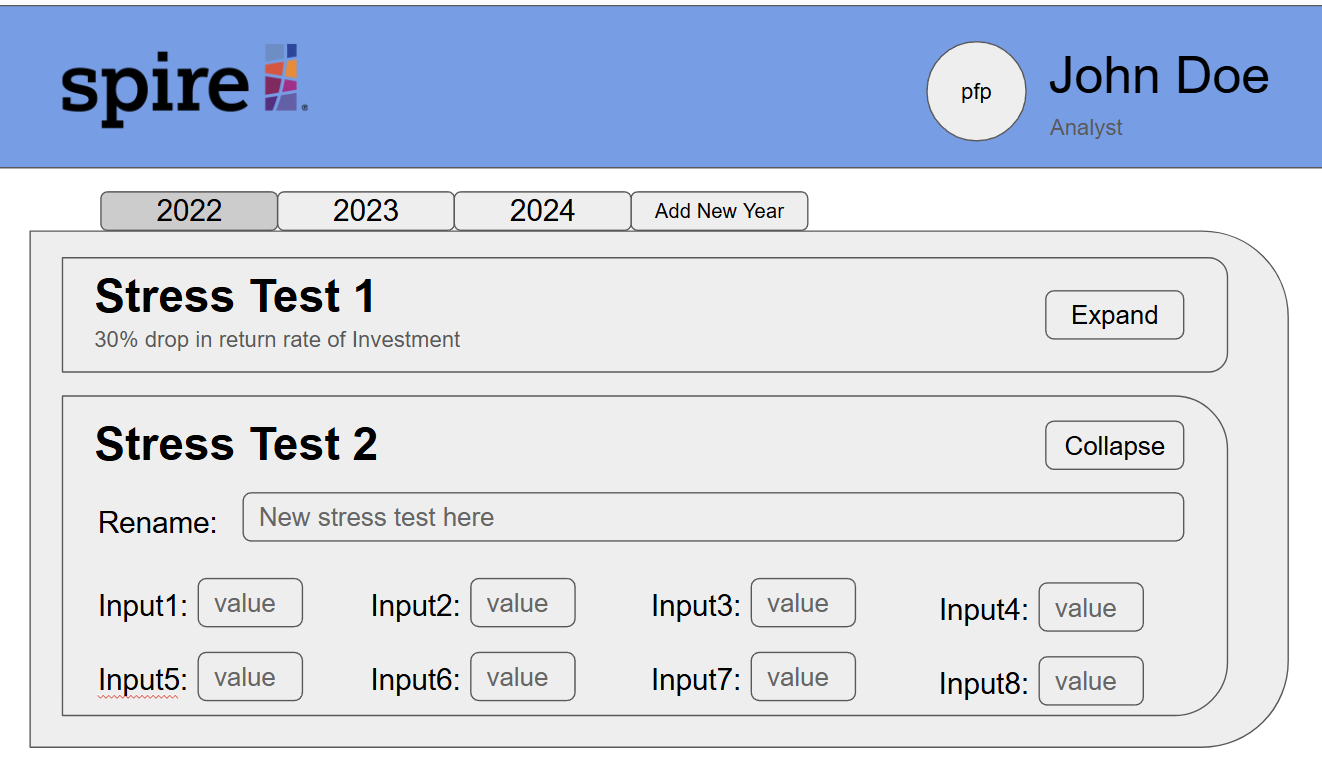 spire
pfp
John Doe
Analyst
2022 2023 2024 Add New Year
Stress Test 1
30% drop in return rate of Investment
Expand
Stress Test 2
Collapse
Rename: New stress test here
Input1: value Input2: value Input3: value Input4: value
Input5: value Input6: value Input7: value Input8: value